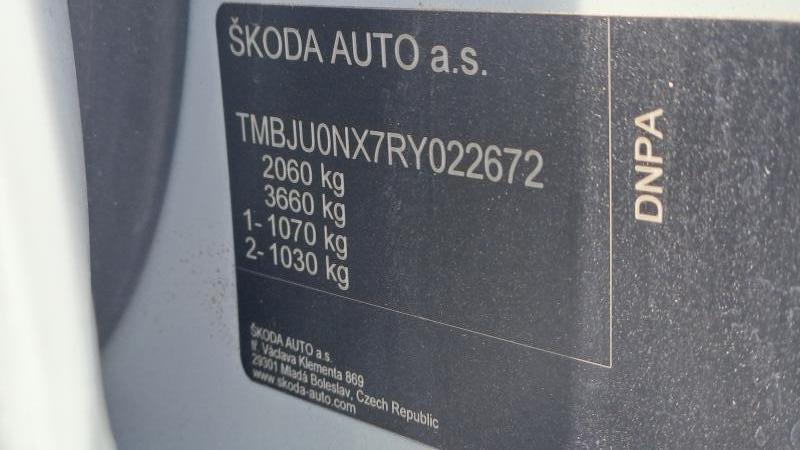 ŠKODA AUTO a.s.
TMBJU0NX7RY022672
2060 kg
3660 kg
1- 1070 kg
2- 1030 kg
DNPA
ŠKODA AUTO a.s.
tř. Václava Klementa 869
29301 Mladá Boleslav, Czech Republic
www.skoda-auto.com